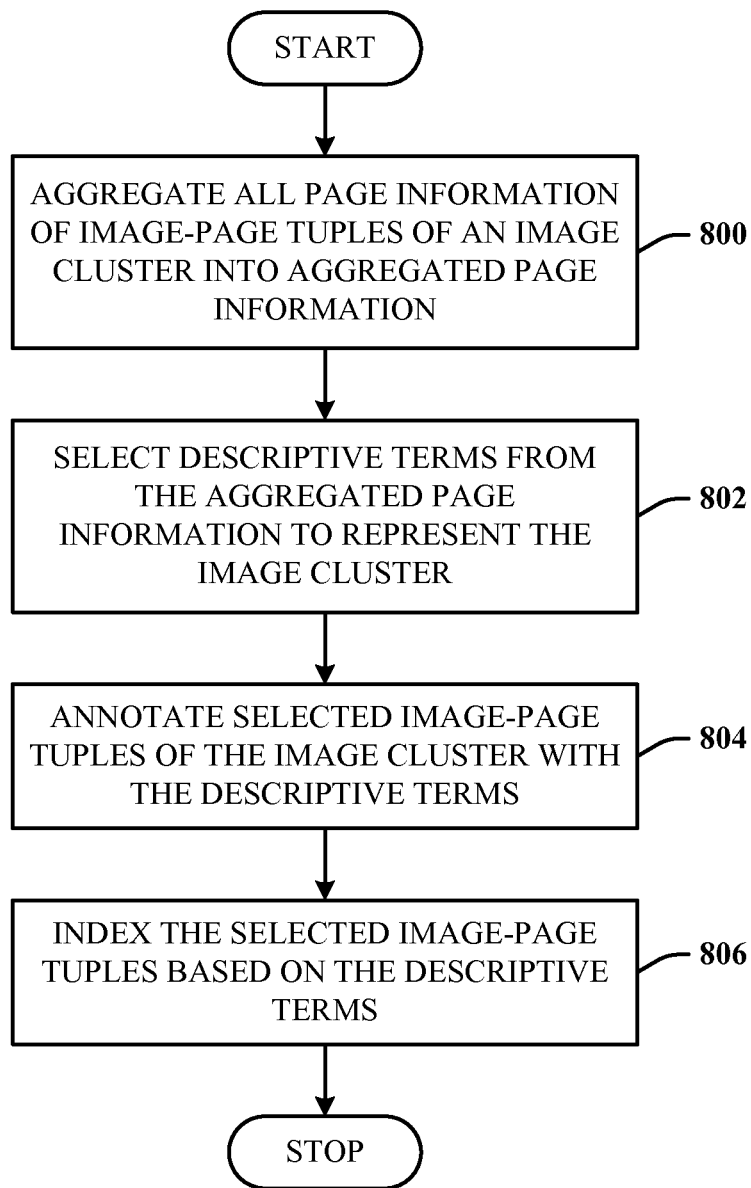 START
AGGREGATE ALL PAGE INFORMATION
OF IMAGE-PAGE TUPLES OF AN IMAGE
CLUSTER INTO AGGREGATED PAGE
INFORMATION
800
SELECT DESCRIPTIVE TERMS FROM
THE AGGREGATED PAGE
INFORMATION TO REPRESENT THE
IMAGE CLUSTER
802
ANNOTATE SELECTED IMAGE-PAGE
TUPLES OF THE IMAGE CLUSTER WITH
THE DESCRIPTIVE TERMS
804
INDEX THE SELECTED IMAGE-PAGE
TUPLES BASED ON THE DESCRIPTIVE
TERMS
806
STOP